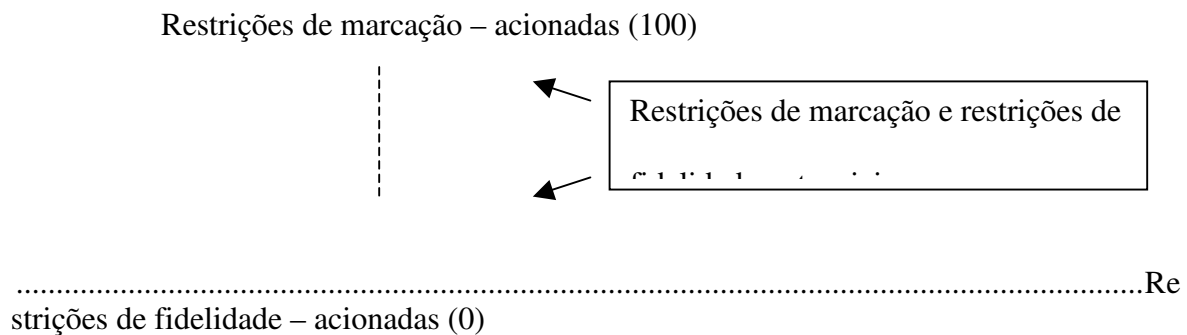 Restrições de marcação – acionadas (100)
Restrições de marcação e restrições de
..............................................................................................................................................Re
strições de fidelidade – acionadas (0)